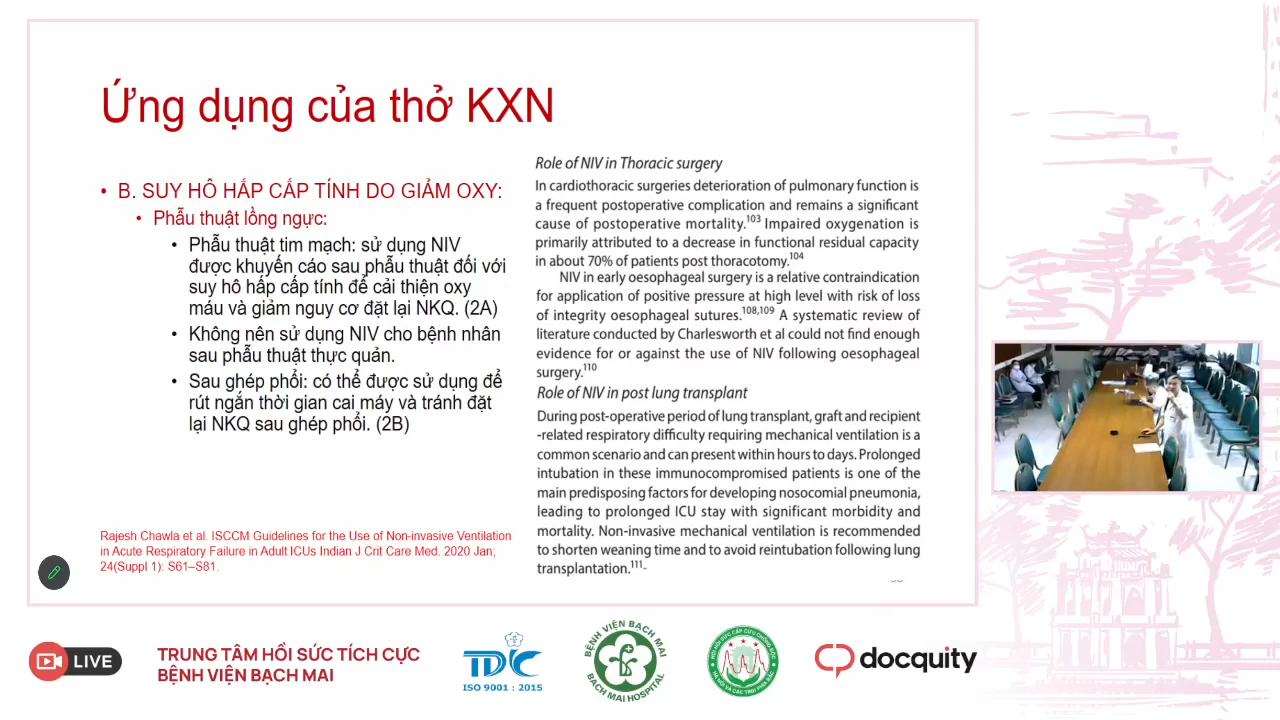 Ứng dụng của thở KXN
• B. SUY HÔ HẤP CẤP TÍNH DO GIẢM OXY:
• Phẫu thuật lồng ngực:
• Phẫu thuật tim mạch: sử dụng NIV
được khuyến cáo sau phẫu thuật đối với
suy hô hấp cấp tính để cải thiện oxy
máu và giảm nguy cơ đặt lại NKQ. (2A)
• Không nên sử dụng NIV cho bệnh nhân
sau phẫu thuật thực quản.
• Sau ghép phổi: có thể được sử dụng để
rút ngắn thời gian cai máy và tránh đặt
lại NKQ sau ghép phổi. (2B)
Rajesh Chawla et al. ISCCM Guidelines for the Use of Non-invasive Ventilation
in Acute Respiratory Failure in Adult ICUs Indian J Crit Care Med. 2020 Jan;
24(Suppl 1): S61–S81.
Role of NIV in Thoracic surgery
In cardiothoracic surgeries deterioration of pulmonary function is
a frequent postoperative complication and remains a significant
cause of postoperative mortality.103 Impaired oxygenation is
primarily attributed to a decrease in functional residual capacity
in about 70% of patients post thoracotomy.104
NIV in early oesophageal surgery is a relative contraindication
for application of positive pressure at high level with risk of loss
of integrity oesophageal sutures.108,109 A systematic review of
literature conducted by Charlesworth et al could not find enough
evidence for or against the use of NIV following oesophageal
surgery.110
Role of NIV in post lung transplant
During post-operative period of lung transplant, graft and recipient
-related respiratory difficulty requiring mechanical ventilation is a
common scenario and can present within hours to days. Prolonged
intubation in these immunocompromised patients is one of the
main predisposing factors for developing nosocomial pneumonia,
leading to prolonged ICU stay with significant morbidity and
mortality. Non-invasive mechanical ventilation is recommended
to shorten weaning time and to avoid reintubation following lung
transplantation.111-
LIVE
TRUNG TÂM HỒI SỨC TÍCH CỰC
BỆNH VIỆN BẠCH MAI
TDC
ISO 9001 : 2015
BỆNH VIỆN BẠCH MAI
BACH MAI HOSPITAL
HỘI HỒI SỨC CẤP CỨU CHỐNG ĐỘC
HÀ NỘI VÀ CÁC TỈNH PHÍA BẮC
docquity